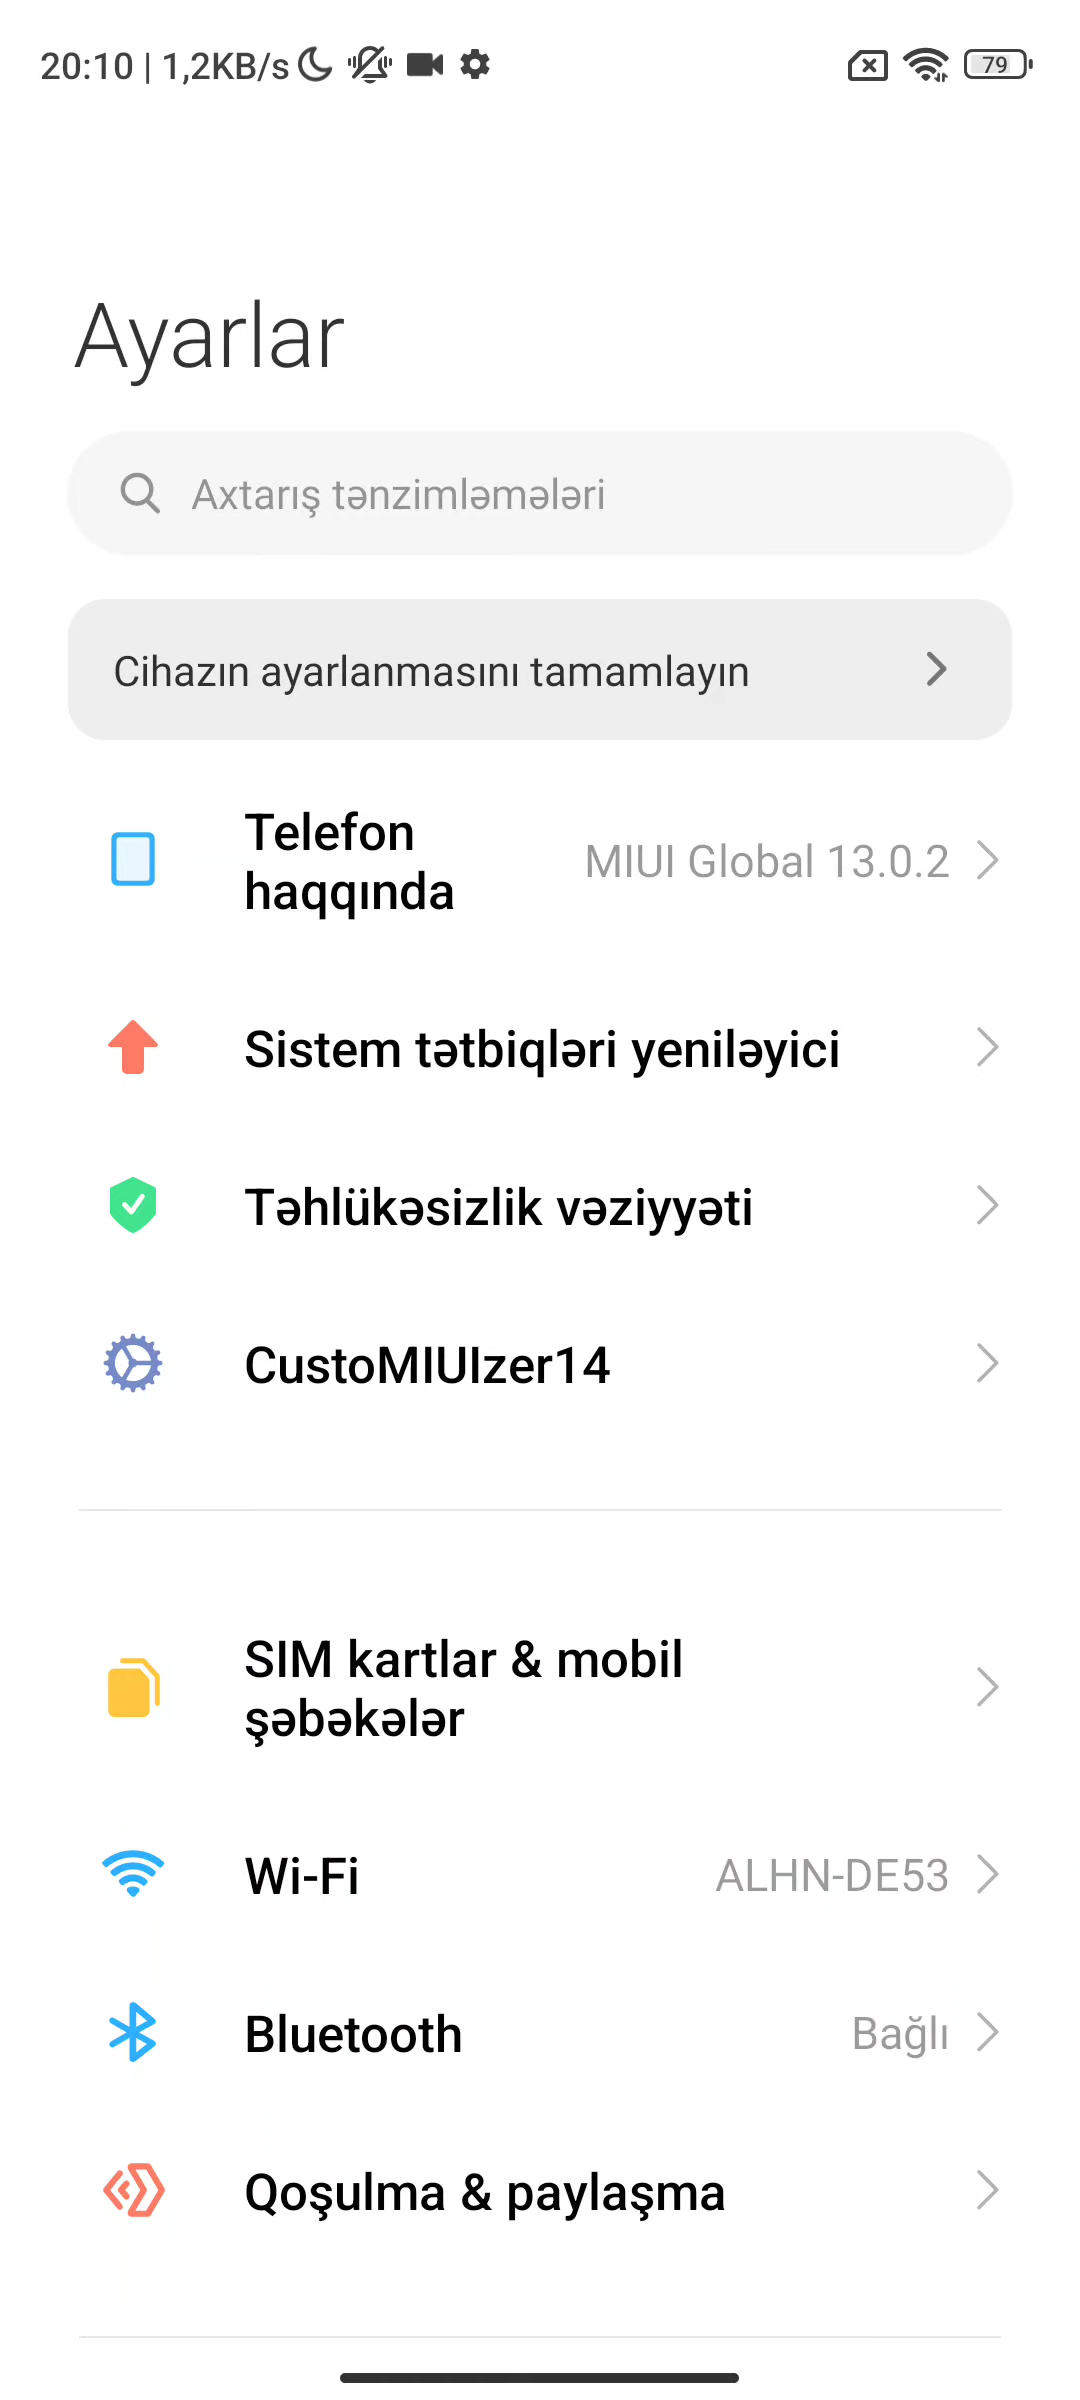 20:10 | 1,2KB/s
79
Ayarlar
Axtarış tənzimləmələri
Cihazın ayarlanmasını tamamlayın
Telefon
haqqında
MIUI Global 13.0.2
Sistem tətbiqləri yeniləyici
Təhlükəsizlik vəziyyəti
CustoMIUIzer14
SIM kartlar & mobil
şəbəkələr
Wi-Fi
ALHN-DE53
Bluetooth
Bağlı
Qoşulma & paylaşma